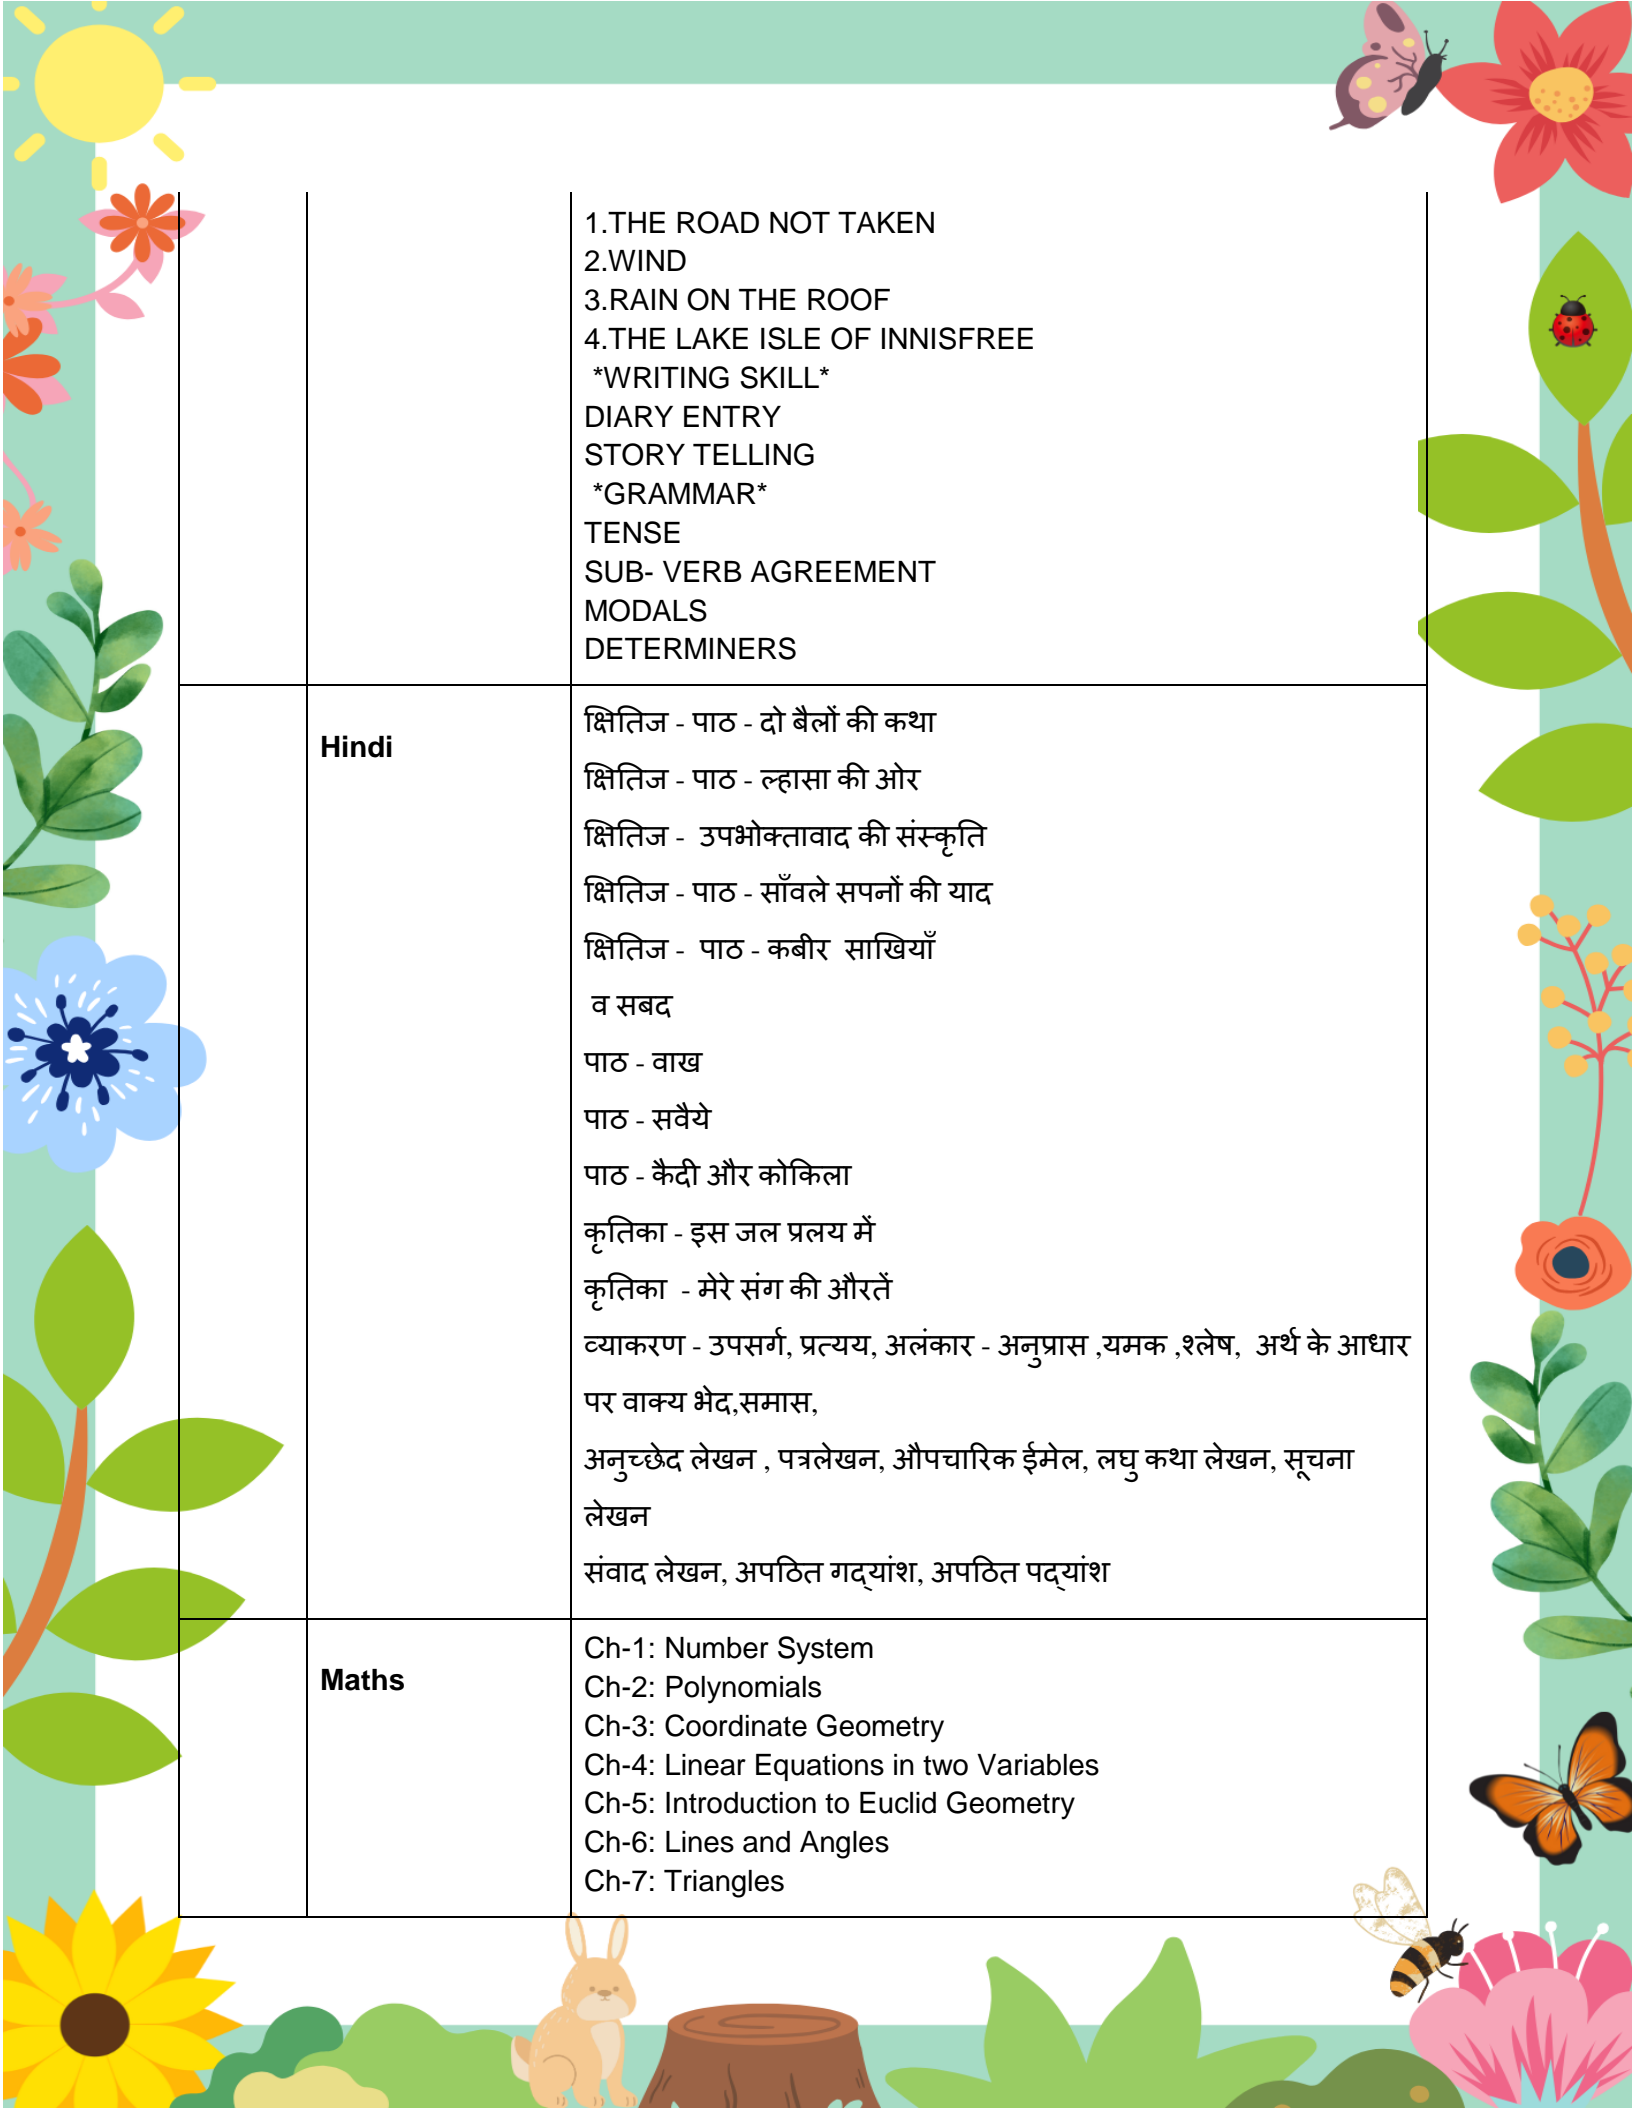 1.THE ROAD NOT TAKEN
2.WIND
3.RAIN ON THE ROOF
4.THE LAKE ISLE OF INNISFREE
*WRITING SKILL*
DIARY ENTRY
STORY TELLING
*GRAMMAR*
TENSE
SUB- VERB AGREEMENT
MODALS
DETERMINERS
Hindi
क्षितिज - पाठ - दो बैलों की कथा
क्षितिज - पाठ - ल्हासा की ओर
क्षितिज -  उपभोक्तावाद की संस्कृति
क्षितिज - पाठ - साँवले सपनों की याद
क्षितिज -  पाठ - कबीर  साखियाँ
व सबद
पाठ - वाख
पाठ - सवैये
पाठ - कैदी और कोकिला
कृतिका - इस जल प्रलय में
कृतिका  - मेरे संग की औरतें
व्याकरण - उपसर्ग, प्रत्यय, अलंकार - अनुप्रास ,यमक ,श्लेष,  अर्थ के आधार
पर वाक्य भेद,समास,
अनुच्छेद लेखन , पत्रलेखन, औपचारिक ईमेल, लघु कथा लेखन, सूचना
लेखन
संवाद लेखन, अपठित गद्यांश, अपठित पद्यांश
Maths
Ch-1: Number System
Ch-2: Polynomials
Ch-3: Coordinate Geometry
Ch-4: Linear Equations in two Variables
Ch-5: Introduction to Euclid Geometry
Ch-6: Lines and Angles
Ch-7: Triangles